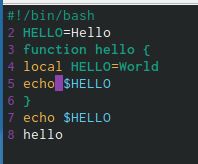 #!/bin/bash
2 HELLO=Hello
3 function hello {
4 local HELLO=World
5 echo $HELLO
6 }
7 echo $HELLO
8 hello